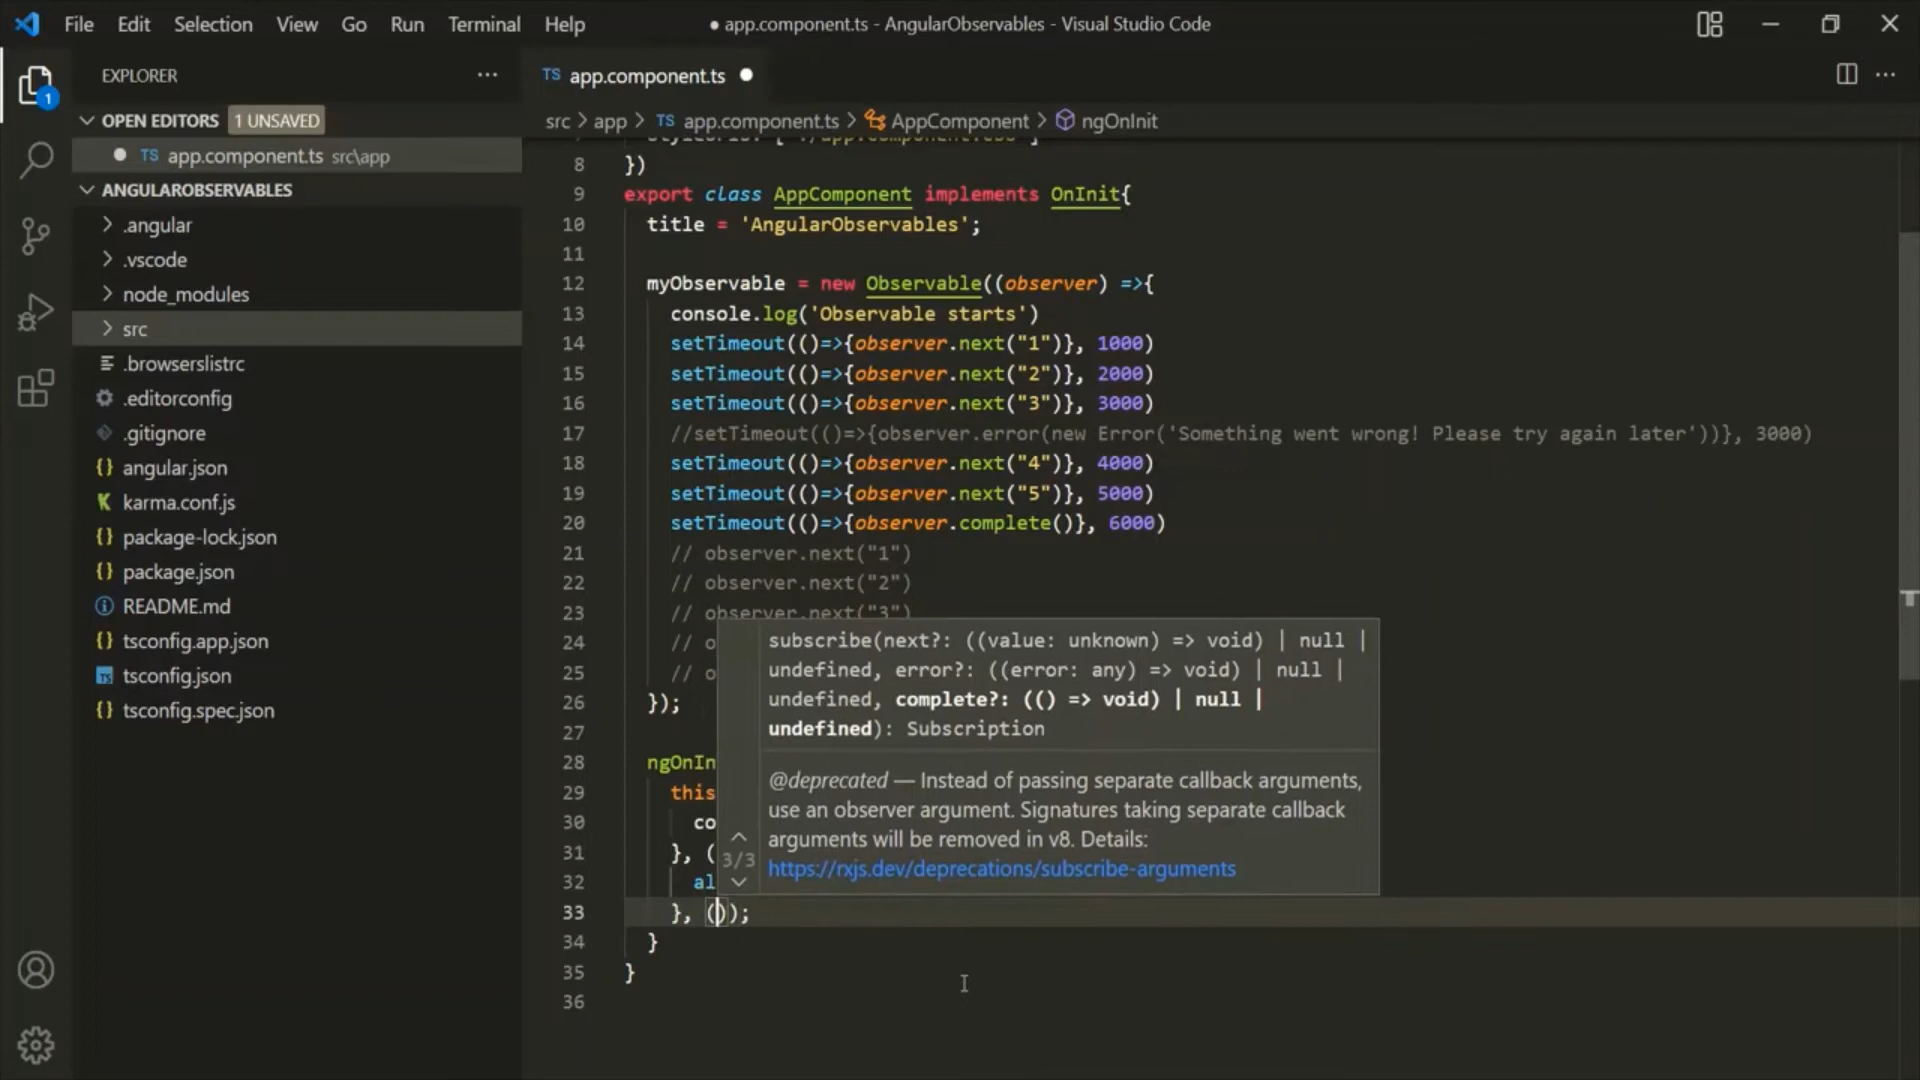 File Edit Selection View Go Run Terminal Help
● app.component.ts - AngularObservables - Visual Studio Code
1
EXPLORER
OPEN EDITORS 1 UNSAVED
TS app.component.ts src\app
ANGULAROBSERVABLES
.angular
.vscode
node_modules
src
.browserslistrc
.editorconfig
.gitignore
{} angular.json
K karma.conf.js
{} package-lock.json
{} package.json
README.md
{} tsconfig.app.json
TS tsconfig.json
{} tsconfig.spec.json
TS app.component.ts ●
src > app > TS app.component.ts > AppComponent > ngOnInit
8 })
9 export class AppComponent implements OnInit{
10 title = 'AngularObservables';
11
12 myObservable = new Observable((observer) =>{
13 console.log('Observable starts')
14 setTimeout(()=>{observer.next("1")}, 1000)
15 setTimeout(()=>{observer.next("2")}, 2000)
16 setTimeout(()=>{observer.next("3")}, 3000)
17 //setTimeout(()=>{observer.error(new Error('Something went wrong! Please try again later'))}, 3000)
18 setTimeout(()=>{observer.next("4")}, 4000)
19 setTimeout(()=>{observer.next("5")}, 5000)
20 setTimeout(()=>{observer.complete()}, 6000)
21 // observer.next("1")
22 // observer.next("2")
23 // observer.next("3")
24 // o
25 // o
26 });
27
28 ngOnIn
29 this
30 co
31 }, (
32 al
33 }, ());
34 }
35 }
36
subscribe(next?: ((value: unknown) => void) | null |
undefined, error?: ((error: any) => void) | null |
undefined, complete?: (() => void) | null |
undefined): Subscription
@deprecated — Instead of passing separate callback arguments,
use an observer argument. Signatures taking separate callback
arguments will be removed in v8. Details:
https://rxjs.dev/deprecations/subscribe-arguments
3/3